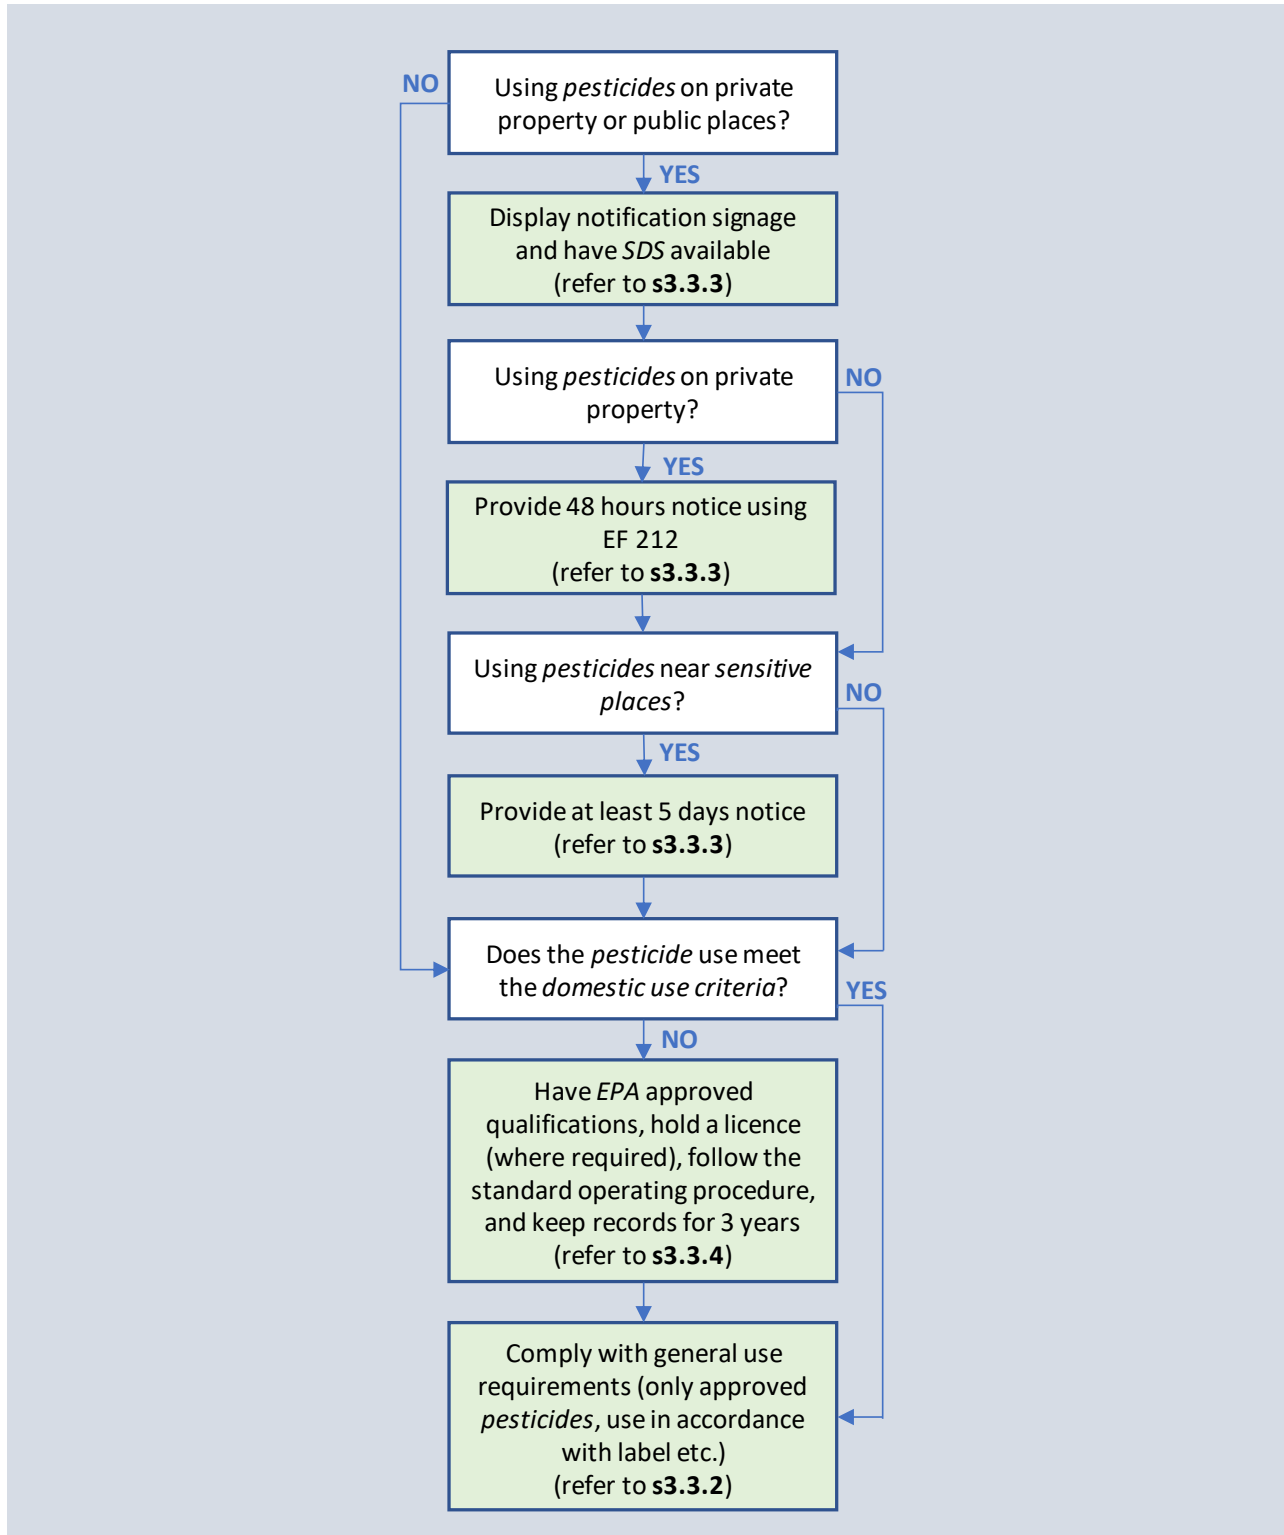 NO
Using pesticides on private
property or public places?
YES
Display notification signage
and have SDS available
(refer to s3.3.3)
Using pesticides on private
property?
NO
YES
Provide 48 hours notice using
EF 212
(refer to s3.3.3)
Using pesticides near sensitive
places?
NO
YES
Provide at least 5 days notice
(refer to s3.3.3)
Does the pesticide use meet
the domestic use criteria?
YES
NO
Have EPA approved
qualifications, hold a licence
(where required), follow the
standard operating procedure,
and keep records for 3 years
(refer to s3.3.4)
Comply with general use
requirements (only approved
pesticides, use in accordance
with label etc.)
(refer to s3.3.2)